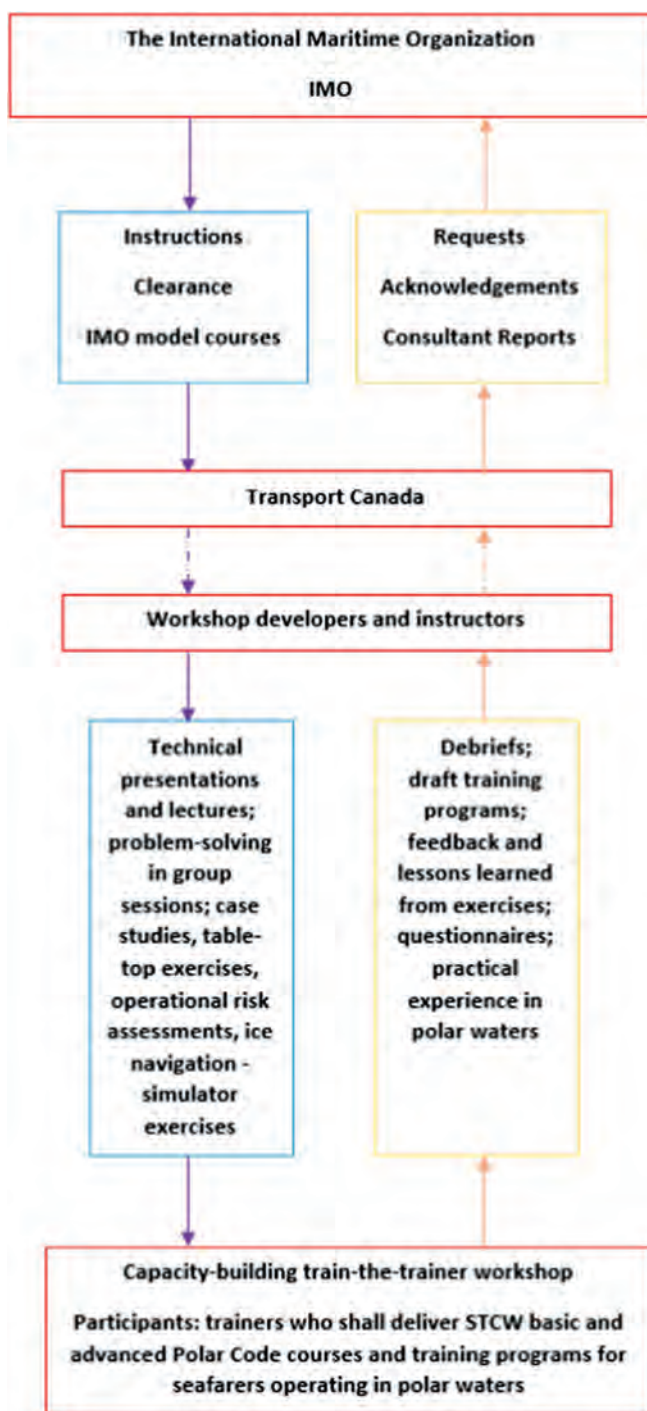 The International Maritime Organization
IMO
Instructions
Clearance
IMO model courses
Requests
Acknowledgements
Consultant Reports
Transport Canada
Workshop developers and instructors
Technical
presentations
and lectures;
problem-solving
in group
sessions; case
studies, table-
top exercises,
operational risk
assessments, ice
navigation -
simulator
exercises
Debriefs;
draft training
programs;
feedback and
lessons learned
from exercises;
questionnaires;
practical
experience in
polar waters
Capacity-building train-the-trainer workshop
Participants: trainers who shall deliver STCW basic and
advanced Polar Code courses and training programs for
seafarers operating in polar waters